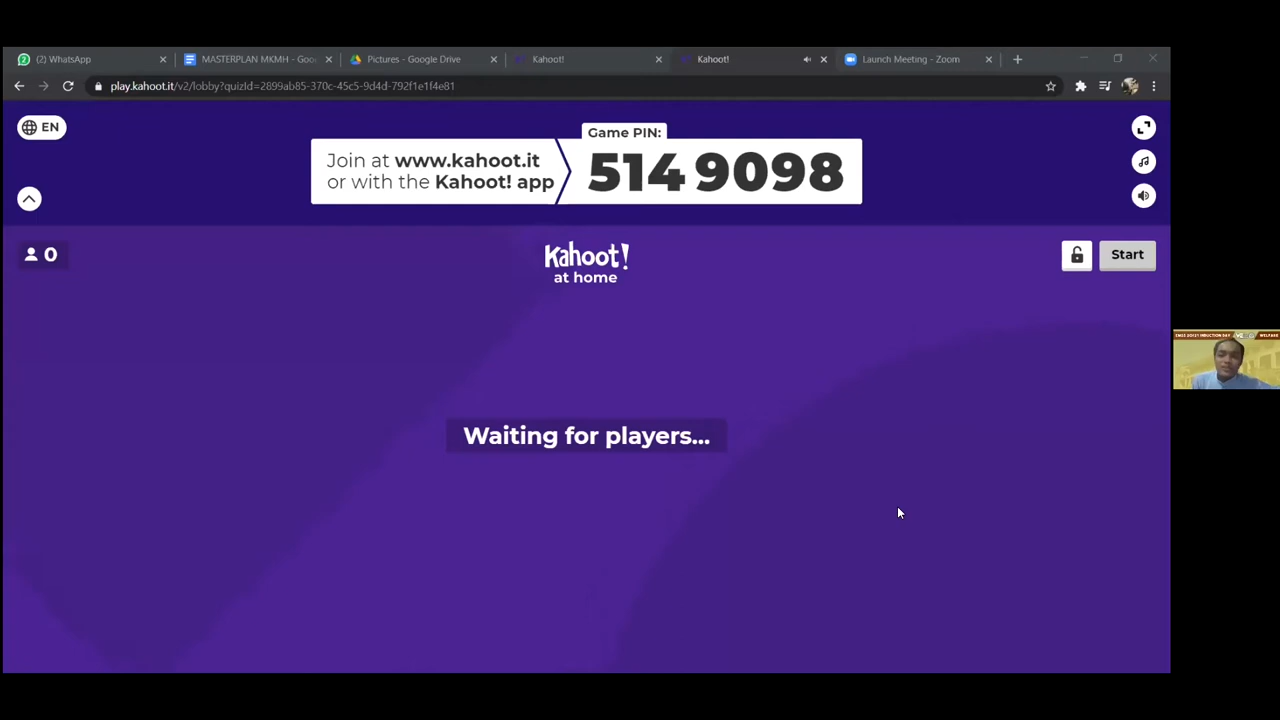 (2) WhatsApp
MASTERPLAN MKMH - Goo
Pictures - Google Drive
Kahoot!
Kahoot!
Launch Meeting - Zoom
play.kahoot.it/v2/lobby?quizId=2899ab85-370c-45c5-9d4d-792f1e1f4e81
EN
Join at www.kahoot.it
or with the Kahoot! app
Game PIN:
514 9098
0
Kahoot!
at home
Start
Waiting for players...